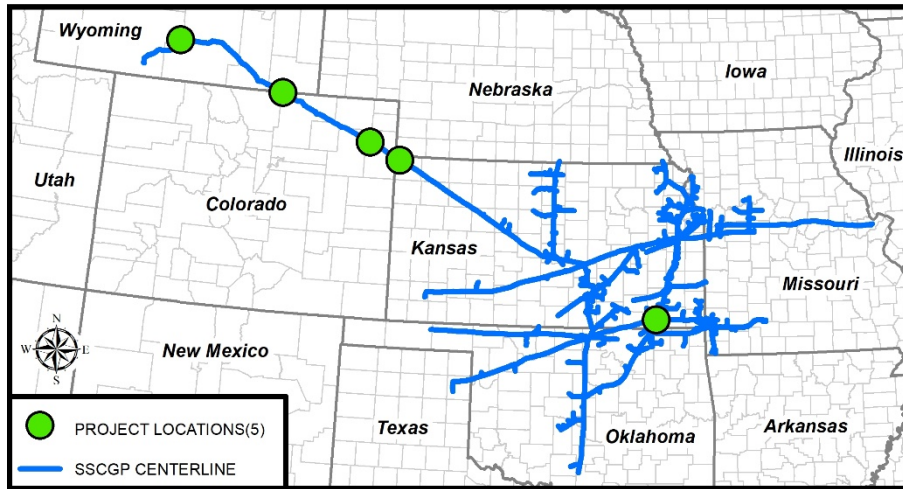 Wyoming
Iowa
Nebraska
Illinois
Utah
Colorado
Kansas
Missouri
N
W E
S
New Mexico
Texas
Oklahoma
Arkansas
PROJECT LOCATIONS(5)
SSCGP CENTERLINE